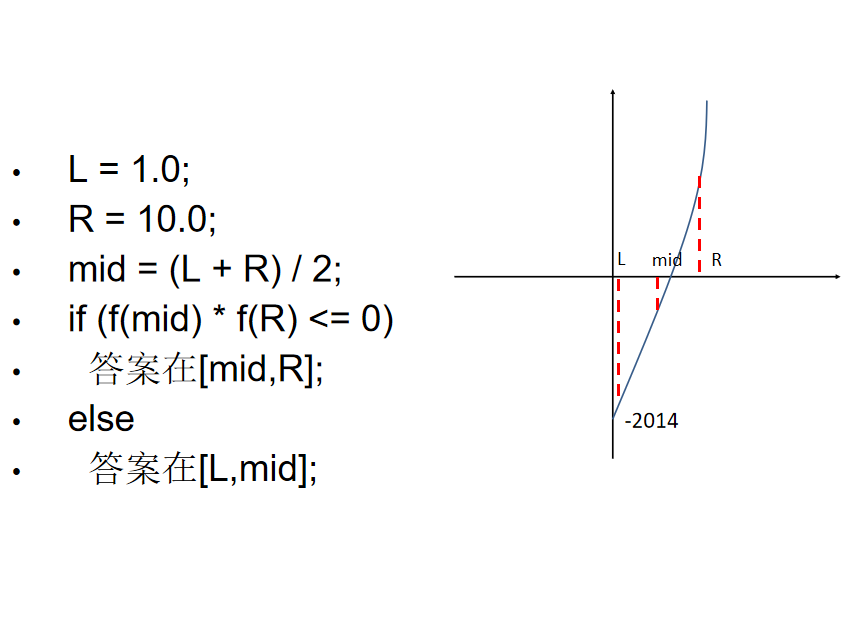 • L = 1.0;
• R = 10.0;
• mid = (L + R) / 2;
• if (f(mid) * f(R) <= 0)
• 答案在[mid,R];
• else
• 答案在[L,mid];
L mid R
-2014